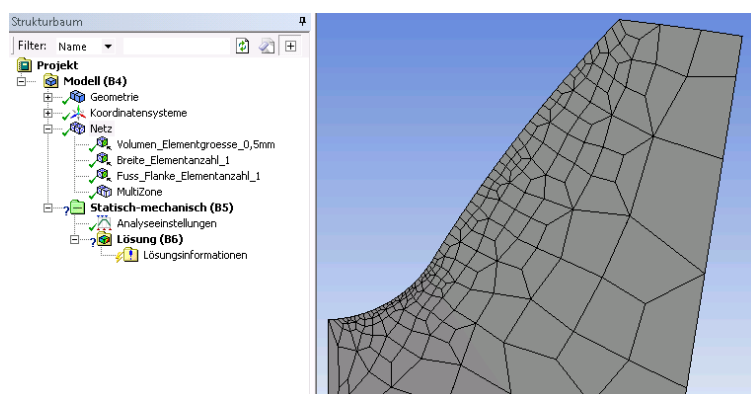 Strukturbaum
Filter: Name
Projekt
Modell (B4)
Geometrie
Koordinatensysteme
Netz
Volumen_Elementgroesse_0,5mm
Breite_Elementanzahl_1
Fuss_Flanke_Elementanzahl_1
MultiZone
Statisch-mechanisch (B5)
Analyseeinstellungen
Lösung (B6)
Lösungsinformationen